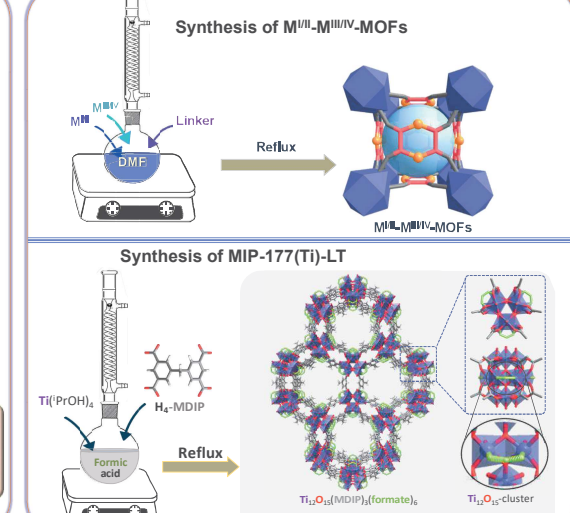 Synthesis of Mᴵ/ᴵᴵ-Mᴵᴵᴵ/ᴵⱽ-MOFs
Mᴵᴵᴵ/ᴵⱽ
Mᴵ/ᴵᴵ
Linker
DMF
Reflux
Mᴵ/ᴵᴵ-Mᴵᴵᴵ/ᴵⱽ-MOFs
Synthesis of MIP-177(Ti)-LT
Ti(ⁱPrOH)₄
H₄-MDIP
Formic
acid
Reflux
Ti₁₂O₁₅(MDIP)₃(formate)₆
Ti₁₂O₁₅-cluster